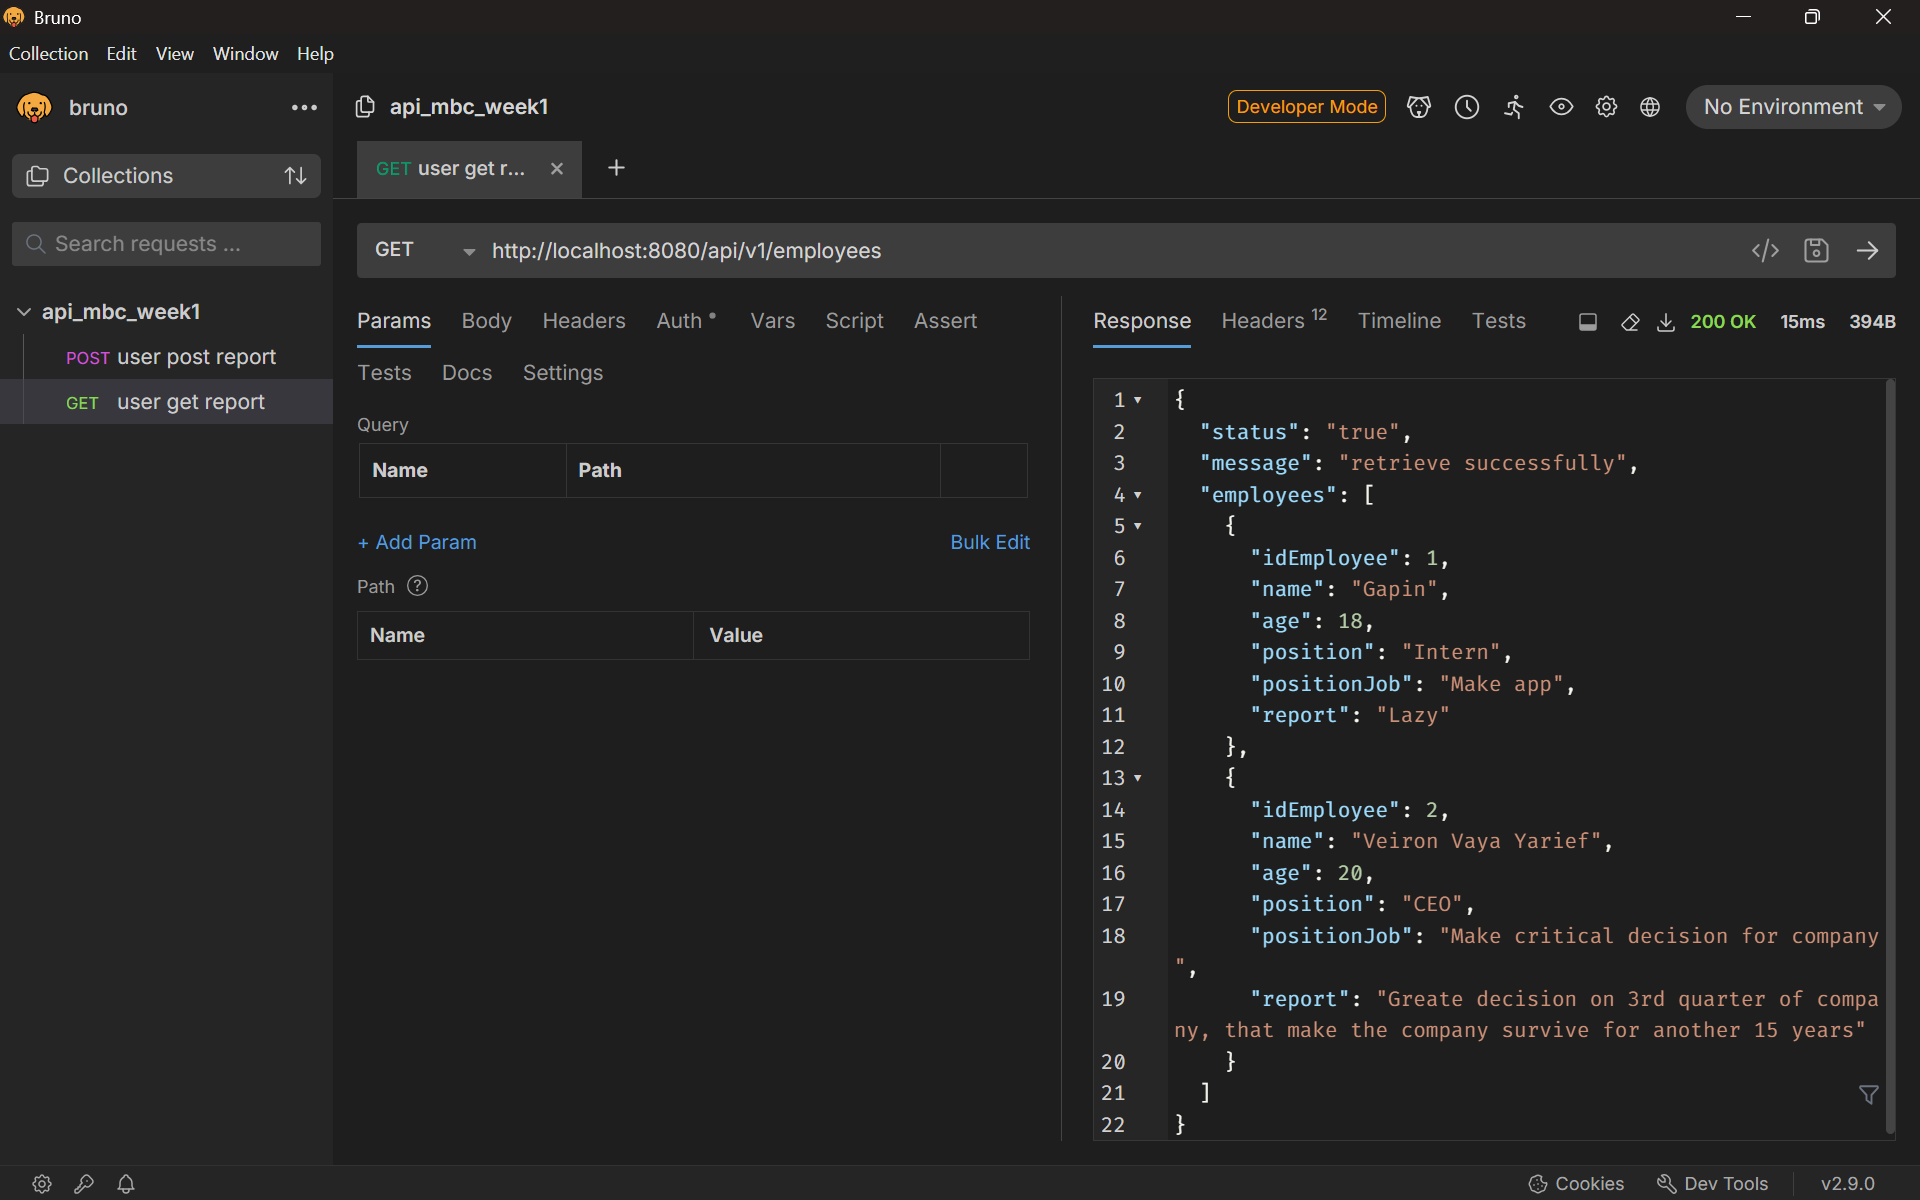 Bruno
Collection Edit View Window Help
bruno
Collections
Search requests ...
api_mbc_week1
POST user post report
GET user get report
api_mbc_week1
Developer Mode
No Environment
GET user get r...
GET http://localhost:8080/api/v1/employees
Params Body Headers Auth Vars Script Assert
Tests Docs Settings
Query
Name Path
+ Add Param Bulk Edit
Path ?
Name Value
Response Headers 12 Timeline Tests 200 OK 15ms 394B
1 {
2 "status": "true",
3 "message": "retrieve successfully",
4 "employees": [
5 {
6 "idEmployee": 1,
7 "name": "Gapin",
8 "age": 18,
9 "position": "Intern",
10 "positionJob": "Make app",
11 "report": "Lazy"
12 },
13 {
14 "idEmployee": 2,
15 "name": "Veiron Vaya Yarief",
16 "age": 20,
17 "position": "CEO",
18 "positionJob": "Make critical decision for company
",
19 "report": "Greate decision on 3rd quarter of compa
ny, that make the company survive for another 15 years"
20 }
21 ]
22 }
Cookies Dev Tools v2.9.0